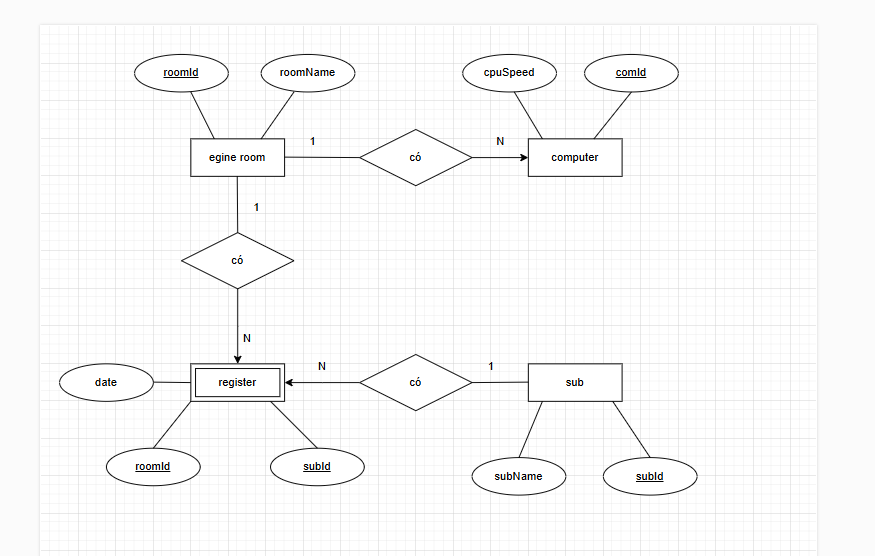 roomId
roomName
cpuSpeed
comId
1
N
egine room
có
computer
1
có
N
N
1
date
register
có
sub
roomId
subId
subName
subId